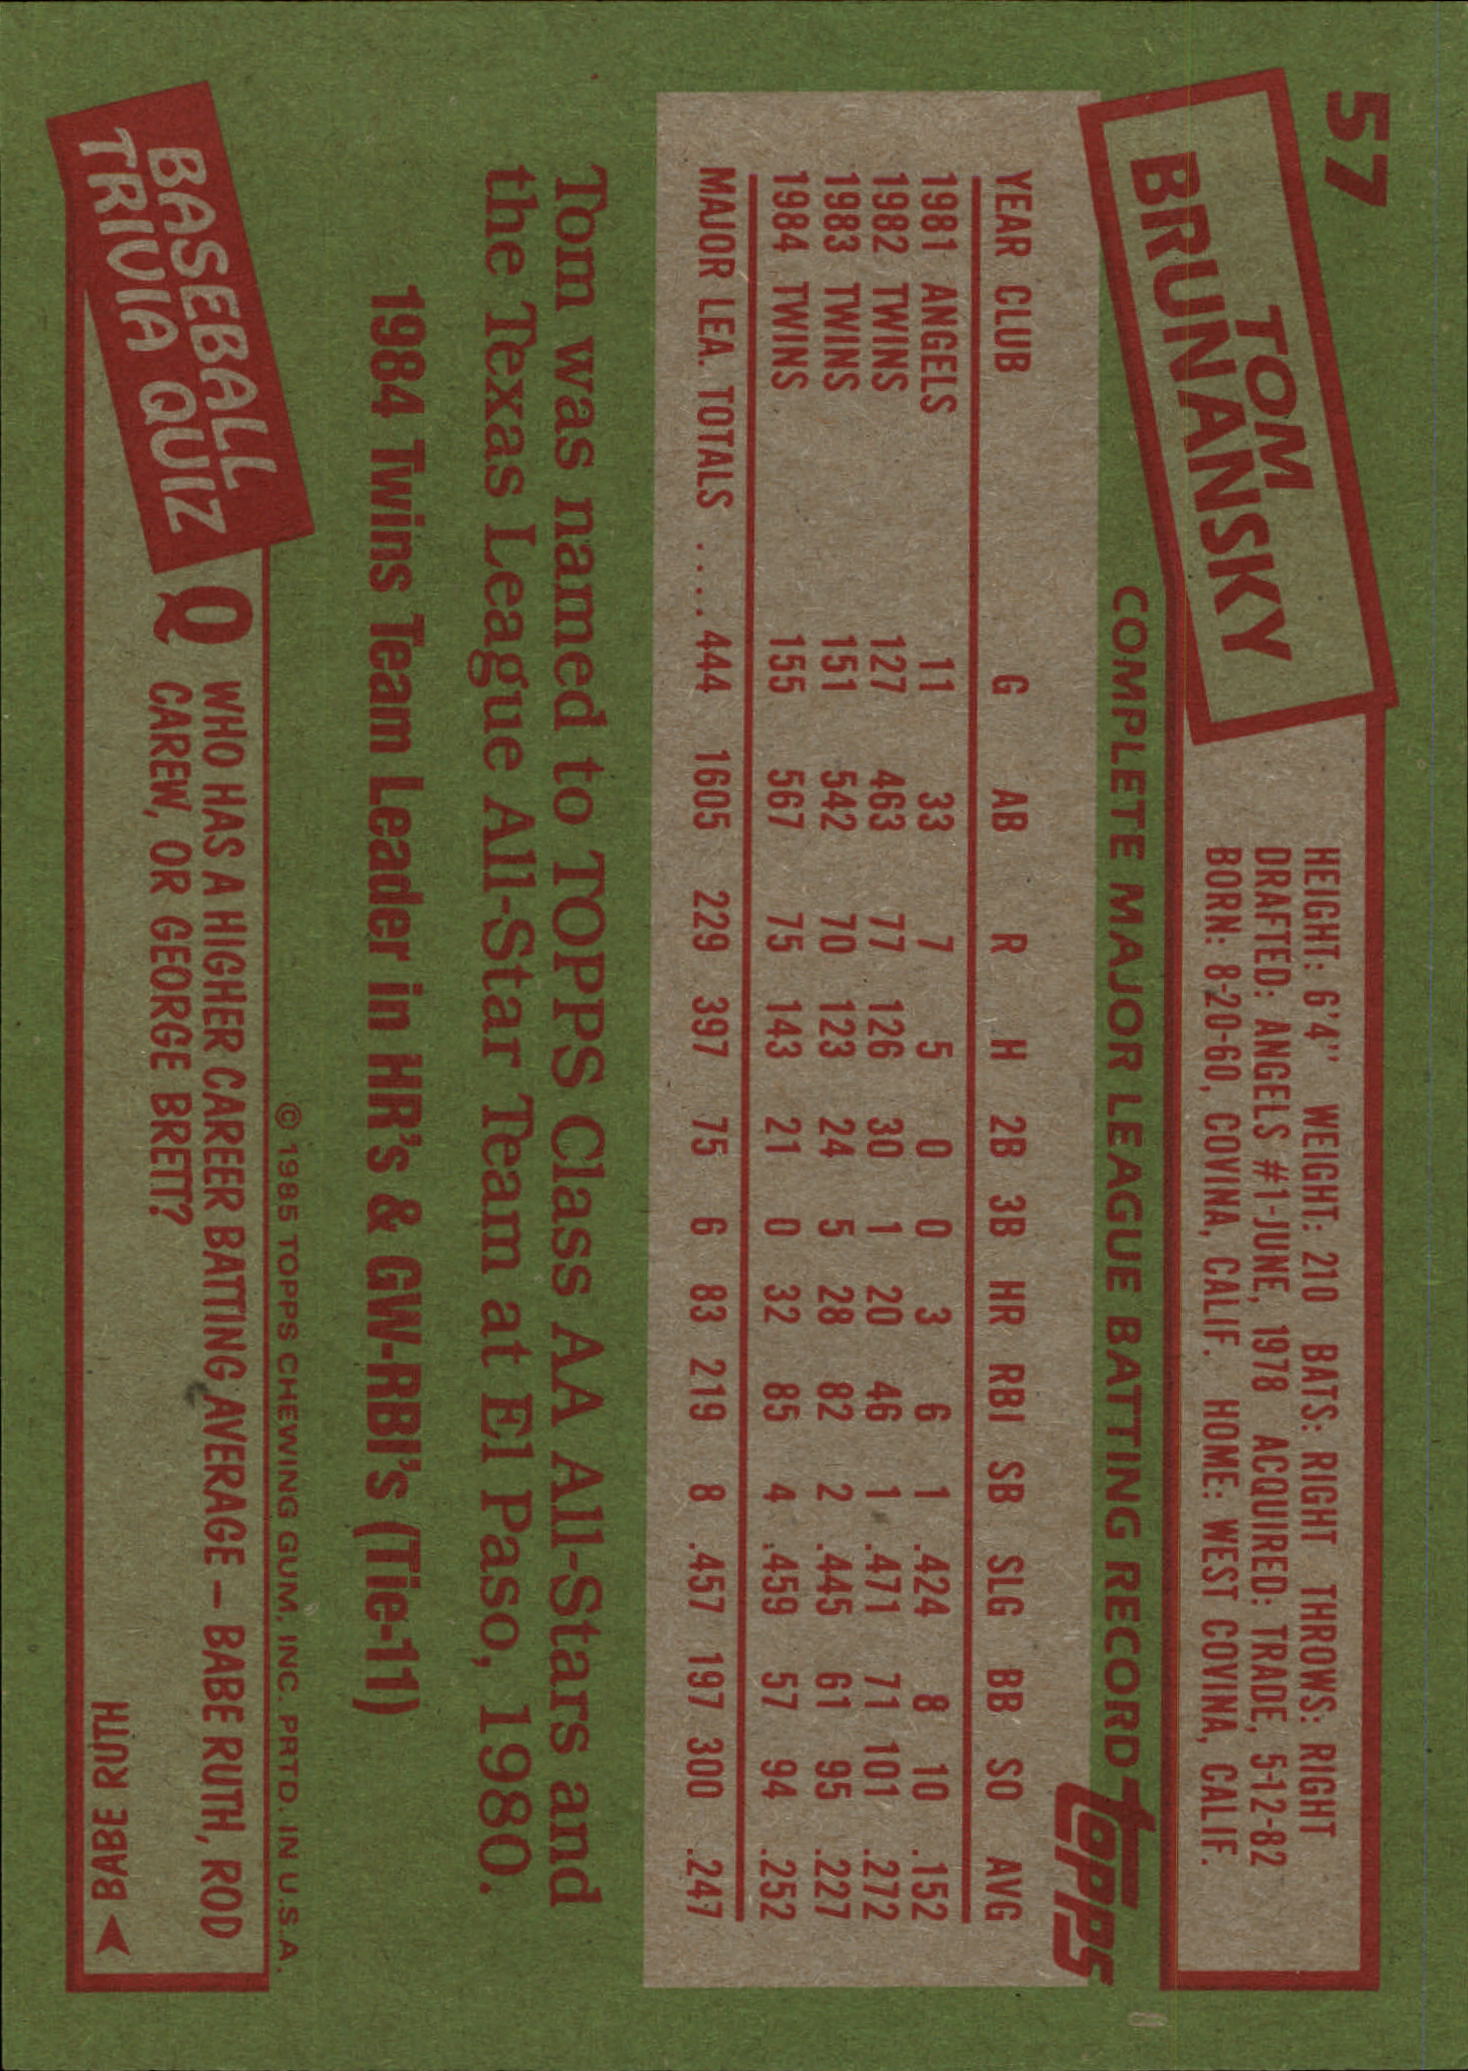 57
TOM
BRUNANSKY
HEIGHT: 6'4" WEIGHT: 210 BATS: RIGHT THROWS: RIGHT
DRAFTED: ANGELS #1-JUNE, 1978 ACQUIRED: TRADE, 5-12-82
BORN: 8-20-60, COVINA, CALIF. HOME: WEST COVINA, CALIF.
COMPLETE MAJOR LEAGUE BATTING RECORD
Topps
YEAR CLUB G AB R H 2B 3B HR RBI SB SLG BB SO AVG
1981 ANGELS 11 33 7 5 0 0 3 6 1 .424 8 10 .152
1982 TWINS 127 463 77 126 30 1 20 46 1 .471 71 101 .272
1983 TWINS 151 542 70 123 24 5 28 82 2 .445 61 95 .227
1984 TWINS 155 567 75 143 21 0 32 85 4 .459 57 94 .252
MAJOR LEA. TOTALS .... 444 1605 229 397 75 6 83 219 8 .457 197 300 .247
Tom was named to TOPPS Class AA All-Stars and
the Texas League All-Star Team at El Paso, 1980.
1984 Twins Team Leader in HR's & GW-RBI's (Tie-11)
© 1985 TOPPS CHEWING GUM, INC. PRTD. IN U.S.A.
BASEBALL
TRIVIA QUIZ
Q WHO HAS A HIGHER CAREER BATTING AVERAGE – BABE RUTH, ROD
CAREW, OR GEORGE BRETT?
BABE RUTH